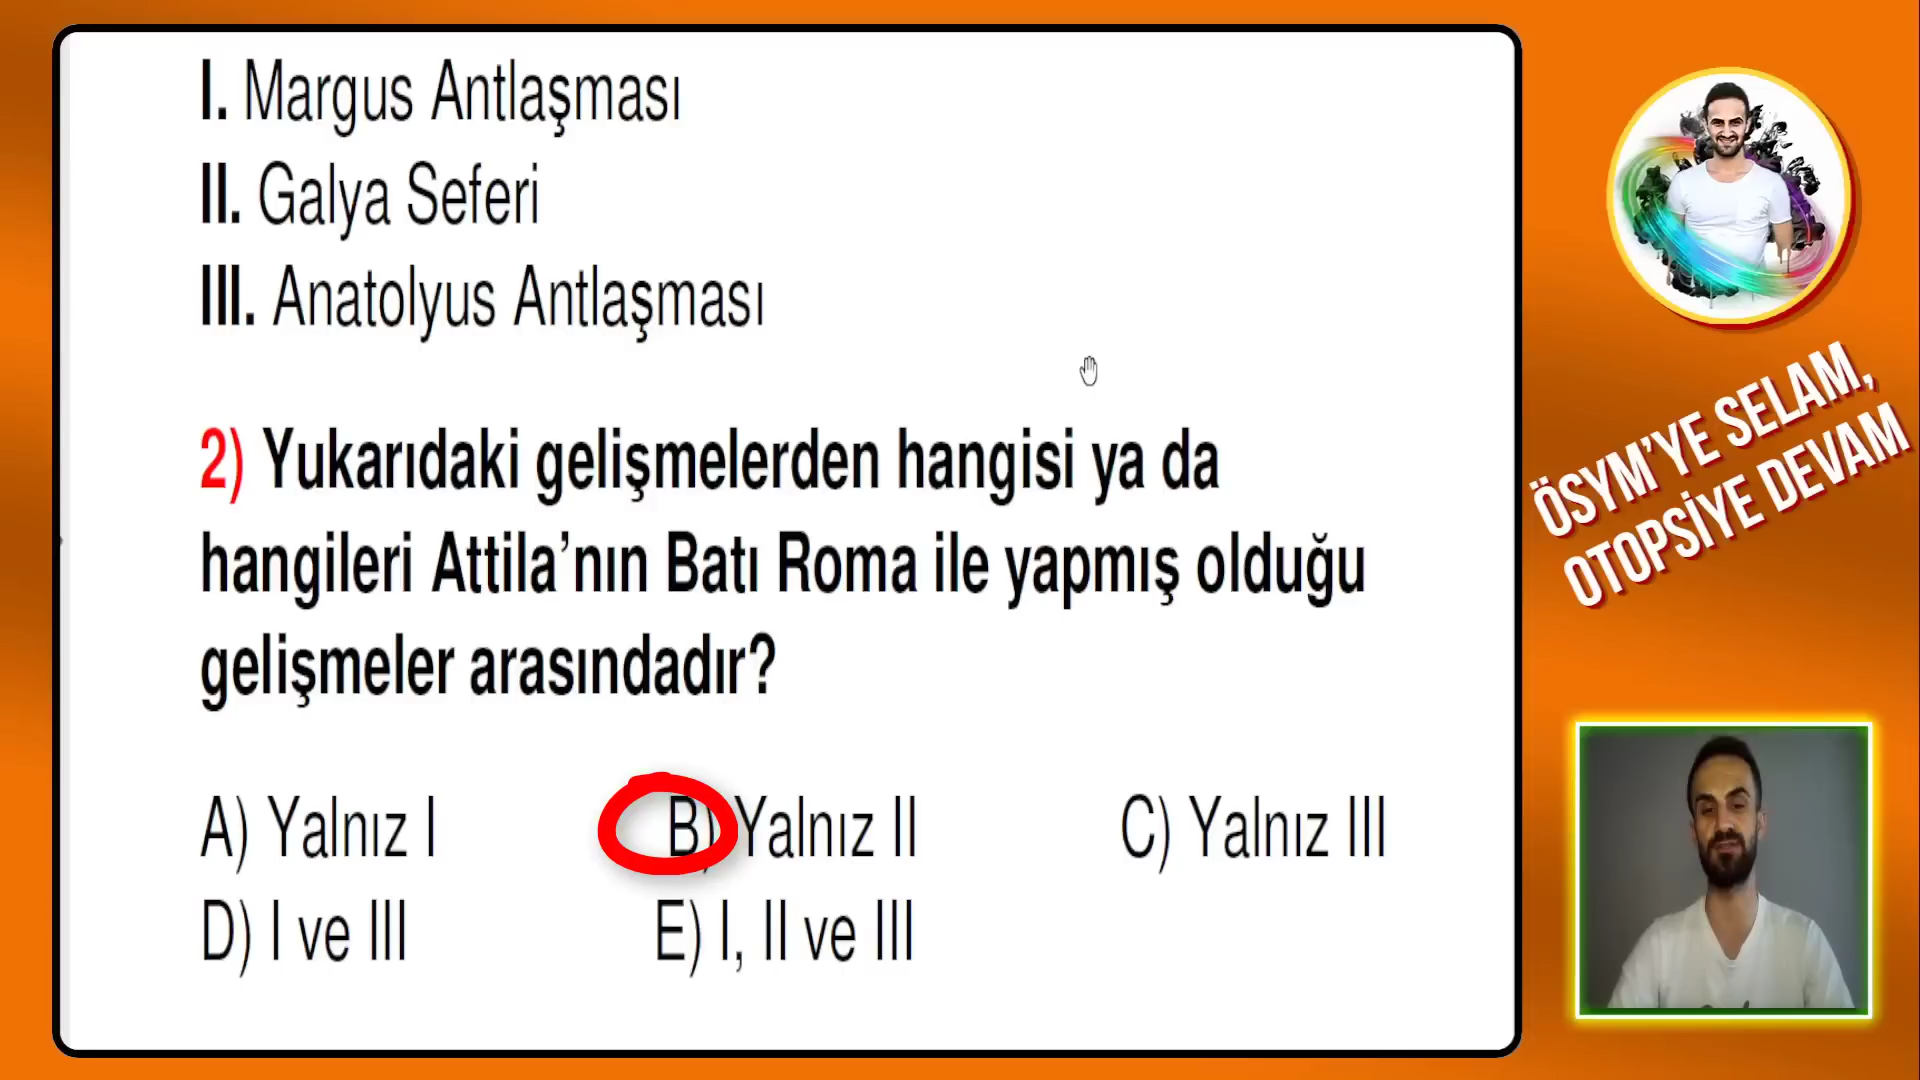 I. Margus Antlaşması
II. Galya Seferi
III. Anatolyus Antlaşması
2) Yukarıdaki gelişmelerden hangisi ya da
hangileri Attila’nın Batı Roma ile yapmış olduğu
gelişmeler arasındadır?
A) Yalnız I B) Yalnız II C) Yalnız III
D) I ve III E) I, II ve III
ÖSYM’YE SELAM,
OTOPSİYE DEVAM